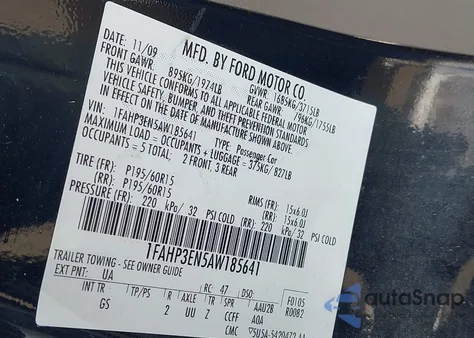 MFD. BY FORD MOTOR CO.
DATE: 11/09 GVWR: 1685KG/3715LB
FRONT GAWR: 895KG/1974LB REAR GAWR: 796KG/1755LB
THIS VEHICLE CONFORMS TO ALL APPLICABLE FEDERAL MOTOR
VEHICLE SAFETY, BUMPER, AND THEFT PREVENTION STANDARDS
IN EFFECT ON THE DATE OF MANUFACTURE SHOWN ABOVE
VIN: 1FAHP3EN5AW185641 TYPE: Passenger Car
MAXIMUM LOAD = OCCUPANTS + LUGGAGE = 375KG / 827LB
OCCUPANTS = 5 TOTAL: 2 FRONT, 3 REAR
TIRE (FF): P195/60R15 RIMS (FF): 15x6.0J
(RR): P195/60R15 (RR): 15x6.0J
PRESSURE (FF): 220 kPa/ 32 PSI COLD (RR): 220 kPa/ 32 PSI COLD
1FAHP3EN5AW185641
TRAILER TOWING - SEE OWNER GUIDE
EXT PNT: UA RC: 47 DSO: F0105
R0082
INT TR TP/PS R AXLE TR S AAU2B
GS 2 UU Z CCFF AOA
CMC
autoSnap